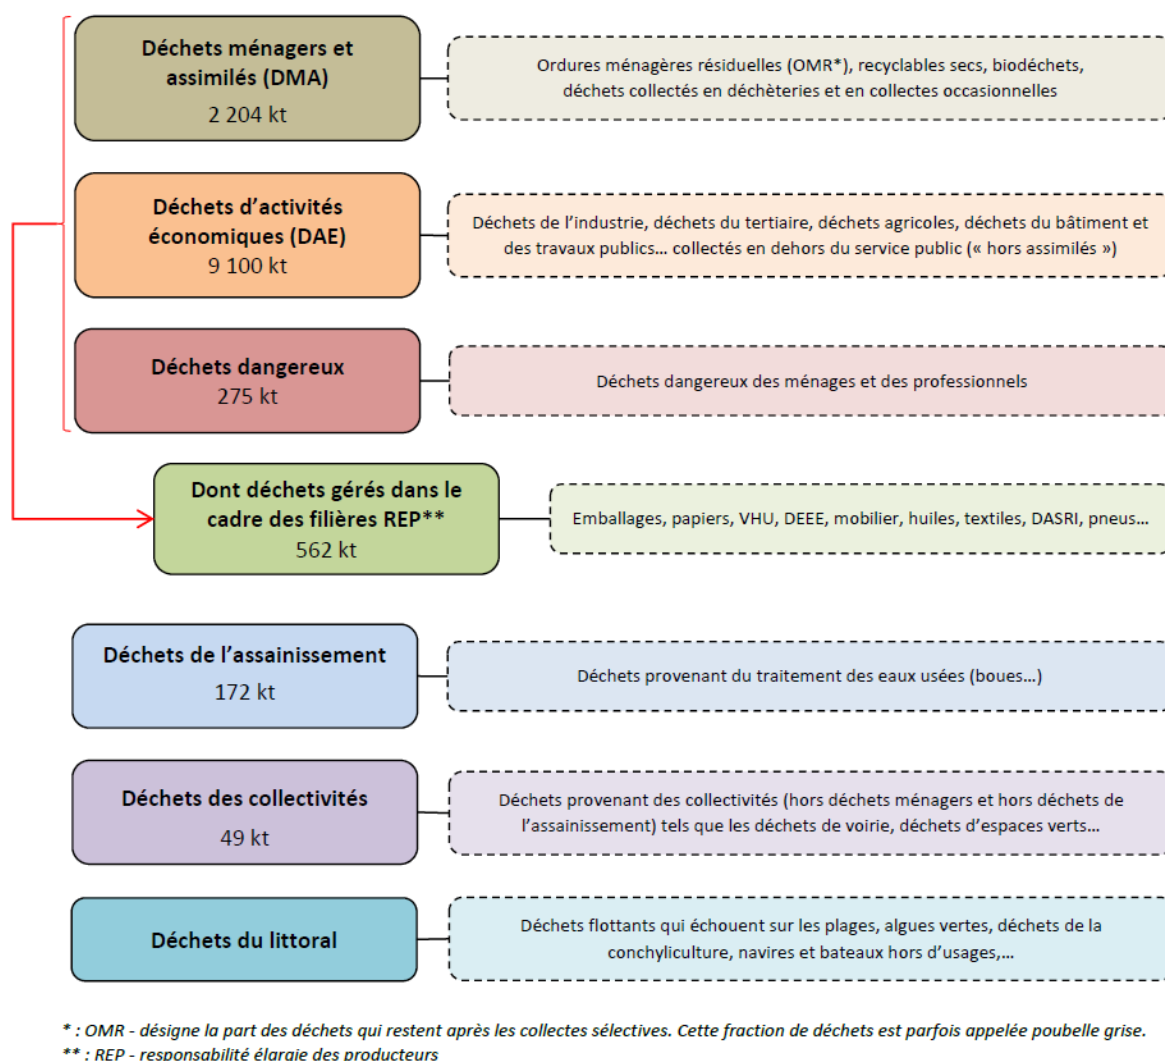 Déchets ménagers et
assimilés (DMA)
2 204 kt
Ordures ménagères résiduelles (OMR*), recyclables secs, biodéchets,
déchets collectés en déchèteries et en collectes occasionnelles
Déchets d’activités
économiques (DAE)
9 100 kt
Déchets de l’industrie, déchets du tertiaire, déchets agricoles, déchets du bâtiment et
des travaux publics… collectés en dehors du service public (« hors assimilés »)
Déchets dangereux
275 kt
Déchets dangereux des ménages et des professionnels
Dont déchets gérés dans le
cadre des filières REP**
562 kt
Emballages, papiers, VHU, DEEE, mobilier, huiles, textiles, DASRI, pneus…
Déchets de l’assainissement
172 kt
Déchets provenant du traitement des eaux usées (boues…)
Déchets des collectivités
49 kt
Déchets provenant des collectivités (hors déchets ménagers et hors déchets de
l’assainissement) tels que les déchets de voirie, déchets d’espaces verts…
Déchets du littoral
Déchets flottants qui échouent sur les plages, algues vertes, déchets de la
conchyliculture, navires et bateaux hors d’usages,…
* : OMR - désigne la part des déchets qui restent après les collectes sélectives. Cette fraction de déchets est parfois appelée poubelle grise.
** : REP - responsabilité élargie des producteurs